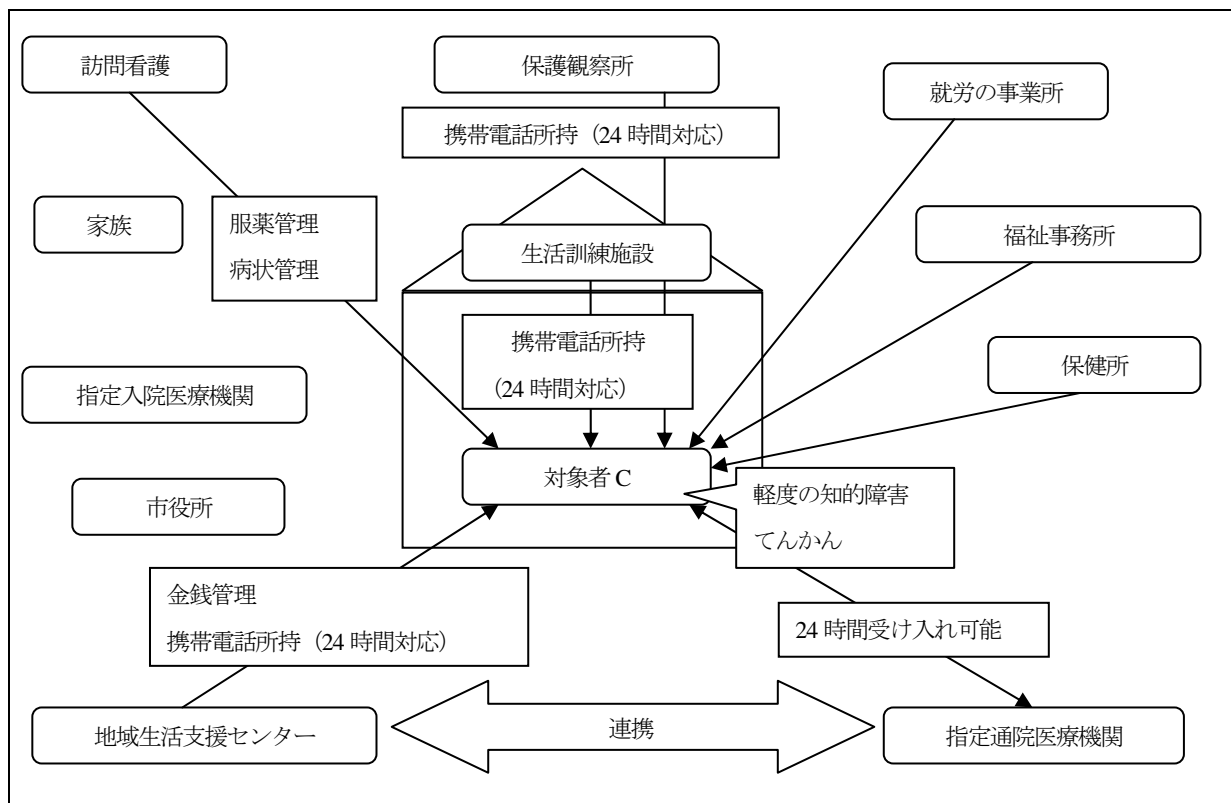 訪問看護
保護観察所
就労の事業所
携帯電話所持（24 時間対応）
家族
服薬管理
病状管理
生活訓練施設
福祉事務所
携帯電話所持
（24 時間対応）
保健所
指定入院医療機関
対象者 C
軽度の知的障害
てんかん
市役所
金銭管理
携帯電話所持（24 時間対応）
24 時間受け入れ可能
地域生活支援センター
連携
指定通院医療機関